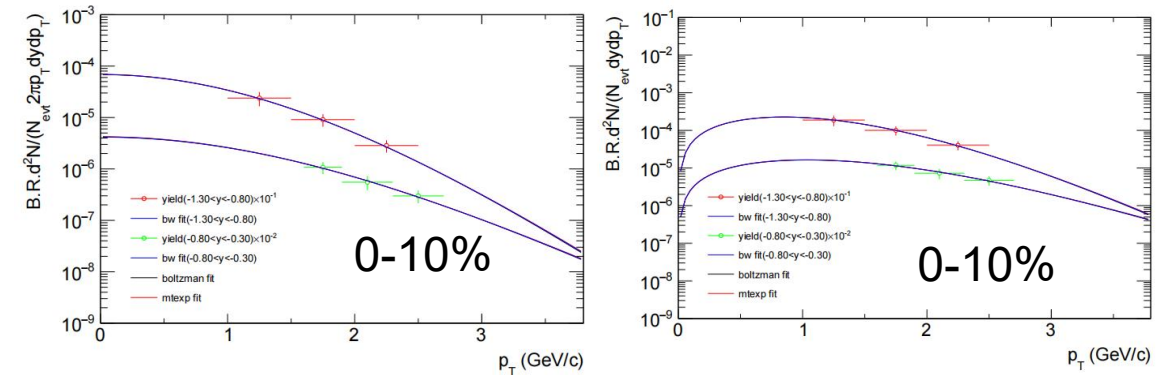 B.R.d²N/(N_evt 2πp_T dydp_T)
10⁻³
10⁻⁴
10⁻⁵
10⁻⁶
10⁻⁷
10⁻⁸
10⁻⁹
yield(-1.30<y<-0.80)×10⁻¹
bw fit(-1.30<y<-0.80)
yield(-0.80<y<-0.30)×10⁻²
bw fit(-0.80<y<-0.30)
boltzman fit
mtexp fit
0-10%
0 1 2 3
p_T (GeV/c)
B.R.d²N/(N_evt dydp_T)
10⁻¹
10⁻²
10⁻³
10⁻⁴
10⁻⁵
10⁻⁶
10⁻⁷
10⁻⁸
10⁻⁹
yield(-1.30<y<-0.80)×10⁻¹
bw fit(-1.30<y<-0.80)
yield(-0.80<y<-0.30)×10⁻²
bw fit(-0.80<y<-0.30)
boltzman fit
mtexp fit
0-10%
0 1 2 3
p_T (GeV/c)